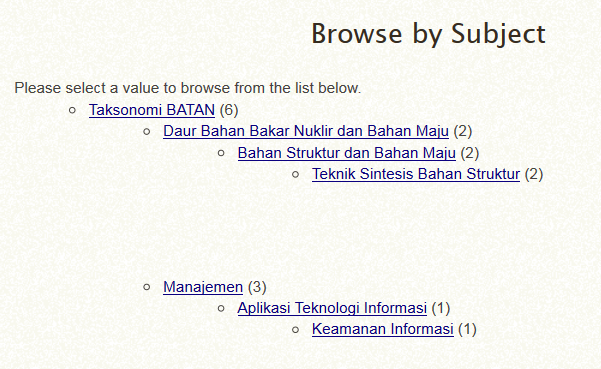 Browse by Subject
Please select a value to browse from the list below.
Taksonomi BATAN (6)
Daur Bahan Bakar Nuklir dan Bahan Maju (2)
Bahan Struktur dan Bahan Maju (2)
Teknik Sintesis Bahan Struktur (2)
Manajemen (3)
Aplikasi Teknologi Informasi (1)
Keamanan Informasi (1)